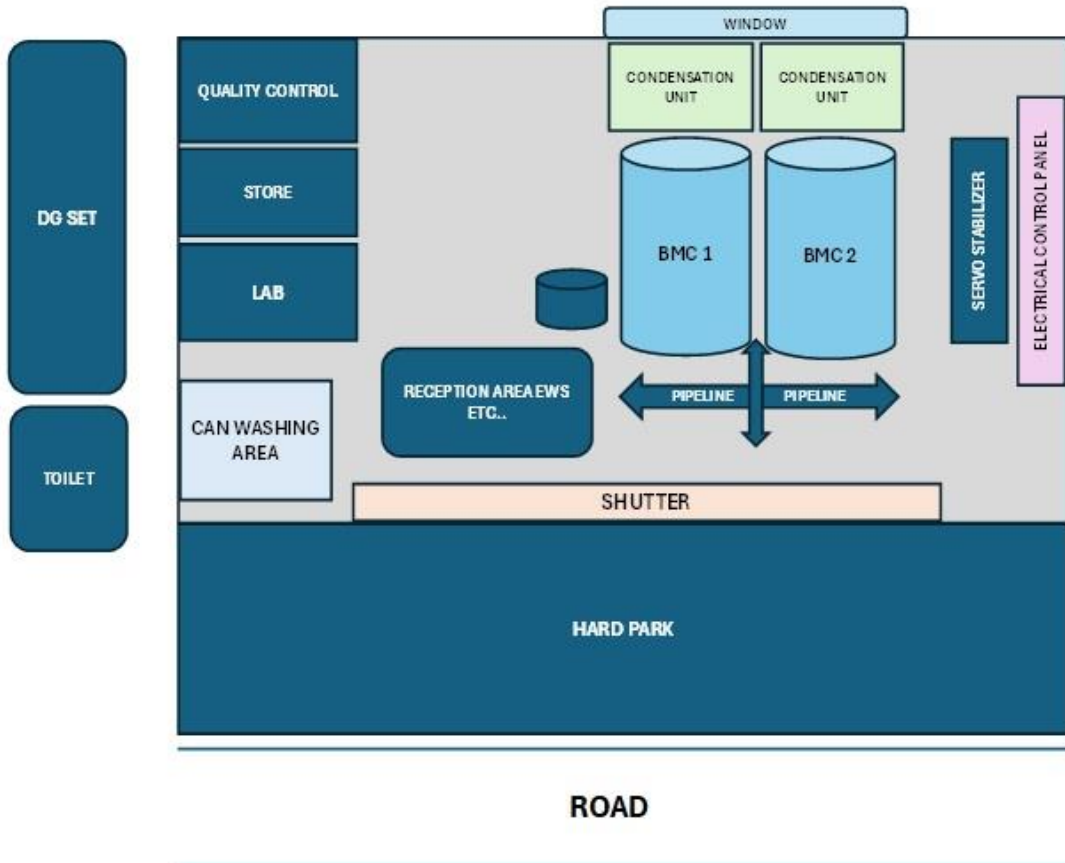 WINDOW
QUALITY CONTROL
CONDENSATION
UNIT
CONDENSATION
UNIT
DG SET
STORE
BMC 1
BMC 2
SERVO STABILIZER
ELECTRICAL CONTROL PANEL
LAB
RECEPTION AREA EWS
ETC..
PIPELINE
PIPELINE
CAN WASHING
AREA
TOILET
SHUTTER
HARD PARK
ROAD